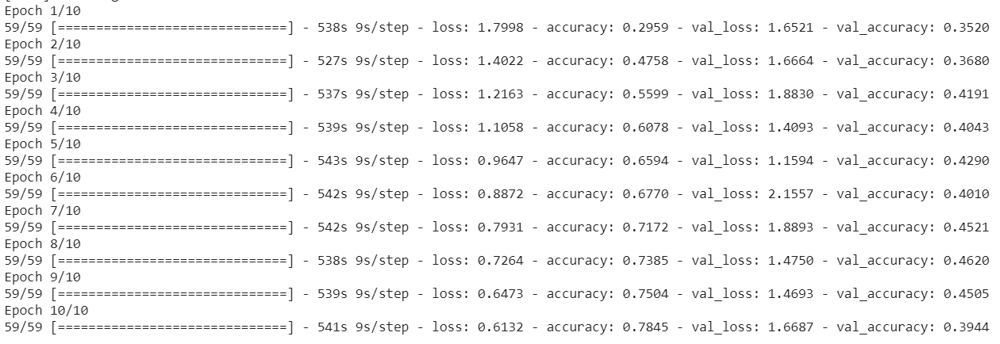 Epoch 1/10
59/59 [==============================] - 538s 9s/step - loss: 1.7998 - accuracy: 0.2959 - val_loss: 1.6521 - val_accuracy: 0.3520
Epoch 2/10
59/59 [==============================] - 527s 9s/step - loss: 1.4022 - accuracy: 0.4758 - val_loss: 1.6664 - val_accuracy: 0.3680
Epoch 3/10
59/59 [==============================] - 537s 9s/step - loss: 1.2163 - accuracy: 0.5599 - val_loss: 1.8830 - val_accuracy: 0.4191
Epoch 4/10
59/59 [==============================] - 539s 9s/step - loss: 1.1058 - accuracy: 0.6078 - val_loss: 1.4093 - val_accuracy: 0.4043
Epoch 5/10
59/59 [==============================] - 543s 9s/step - loss: 0.9647 - accuracy: 0.6594 - val_loss: 1.1594 - val_accuracy: 0.4290
Epoch 6/10
59/59 [==============================] - 542s 9s/step - loss: 0.8872 - accuracy: 0.6770 - val_loss: 2.1557 - val_accuracy: 0.4010
Epoch 7/10
59/59 [==============================] - 542s 9s/step - loss: 0.7931 - accuracy: 0.7172 - val_loss: 1.8893 - val_accuracy: 0.4521
Epoch 8/10
59/59 [==============================] - 538s 9s/step - loss: 0.7264 - accuracy: 0.7385 - val_loss: 1.4750 - val_accuracy: 0.4620
Epoch 9/10
59/59 [==============================] - 539s 9s/step - loss: 0.6473 - accuracy: 0.7504 - val_loss: 1.4693 - val_accuracy: 0.4505
Epoch 10/10
59/59 [==============================] - 541s 9s/step - loss: 0.6132 - accuracy: 0.7845 - val_loss: 1.6687 - val_accuracy: 0.3944